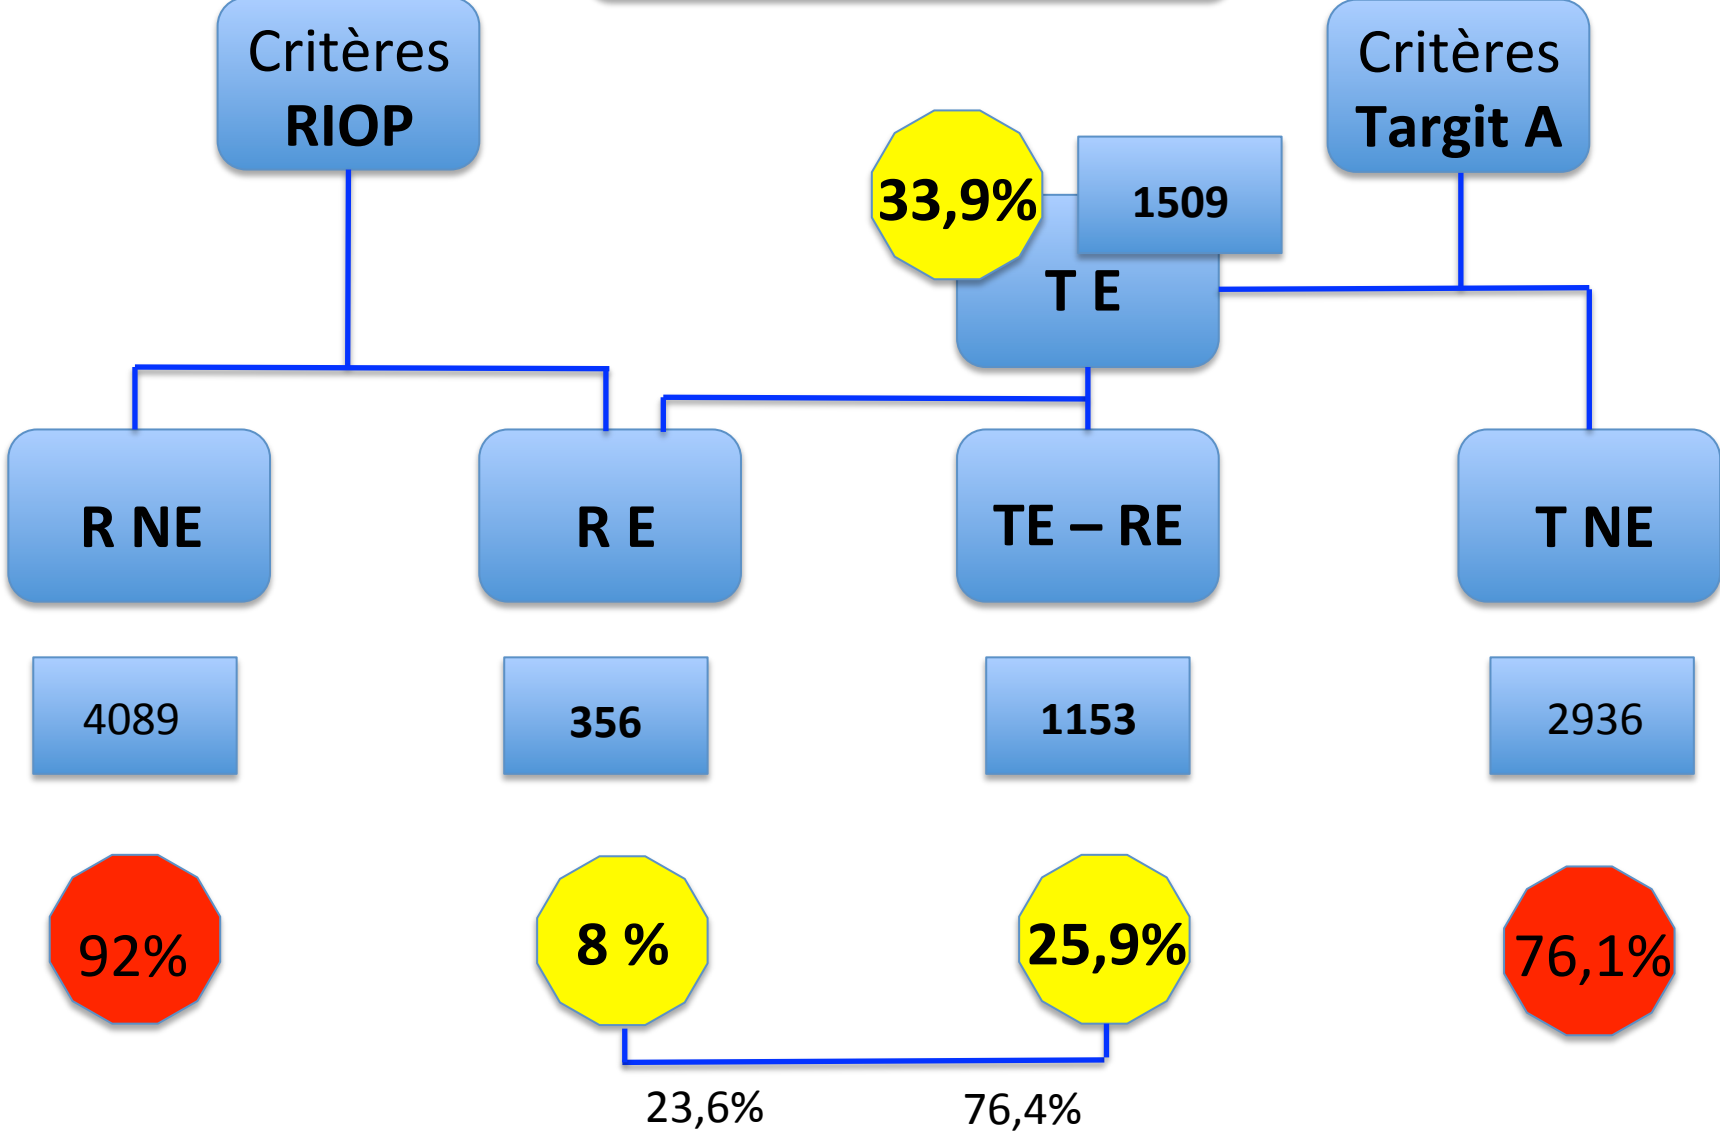 Critères
RIOP
Critères
Targit A
33,9%
1509
T E
R NE
R E
TE – RE
T NE
4089
356
1153
2936
92%
8 %
25,9%
76,1%
23,6%
76,4%